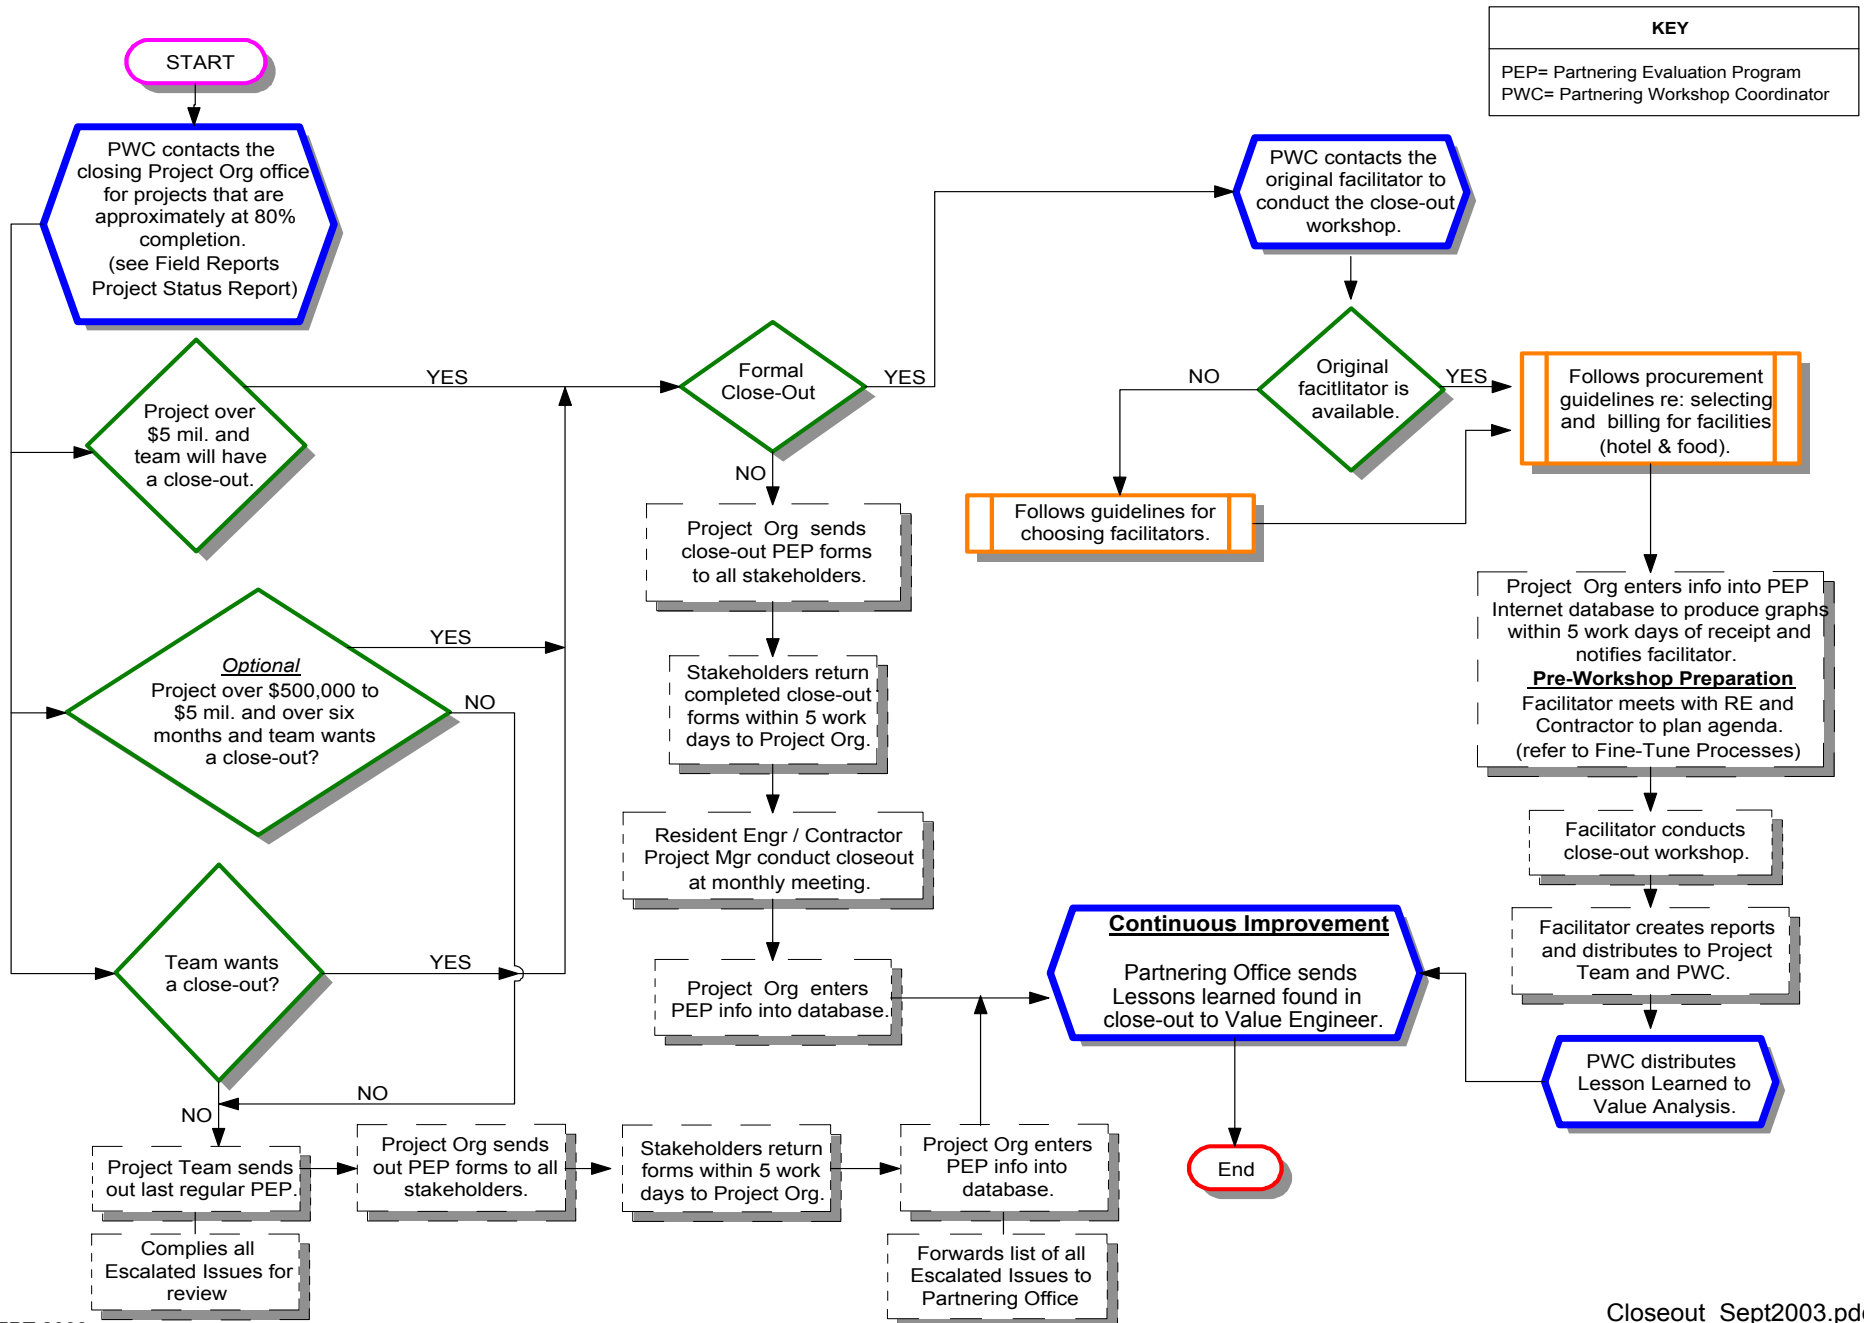 KEY
PEP= Partnering Evaluation Program
PWC= Partnering Workshop Coordinator
START
PWC contacts the
closing Project Org office
for projects that are
approximately at 80%
completion.
(see Field Reports
Project Status Report)
Project over
$5 mil. and
team will have
a close-out.
YES
Optional
Project over $500,000 to
$5 mil. and over six
months and team wants
a close-out?
YES
NO
Team wants
a close-out?
YES
NO
NO
Formal
Close-Out
YES
NO
Project Org sends
close-out PEP forms
to all stakeholders.
Stakeholders return
completed close-out
forms within 5 work
days to Project Org.
Resident Engr / Contractor
Project Mgr conduct closeout
at monthly meeting.
Project Org enters
PEP info into database.
PWC contacts the
original facilitator to
conduct the close-out
workshop.
Original
facitlitator is
available.
NO
YES
Follows guidelines for
choosing facilitators.
Follows procurement
guidelines re: selecting
and billing for facilities
(hotel & food).
Project Org enters info into PEP
Internet database to produce graphs
within 5 work days of receipt and
notifies facilitator.
Pre-Workshop Preparation
Facilitator meets with RE and
Contractor to plan agenda.
(refer to Fine-Tune Processes)
Facilitator conducts
close-out workshop.
Facilitator creates reports
and distributes to Project
Team and PWC.
PWC distributes
Lesson Learned to
Value Analysis.
Continuous Improvement
Partnering Office sends
Lessons learned found in
close-out to Value Engineer.
End
Project Team sends
out last regular PEP.
Complies all
Escalated Issues for
review
Project Org sends
out PEP forms to all
stakeholders.
Stakeholders return
forms within 5 work
days to Project Org.
Project Org enters
PEP info into
database.
Forwards list of all
Escalated Issues to
Partnering Office